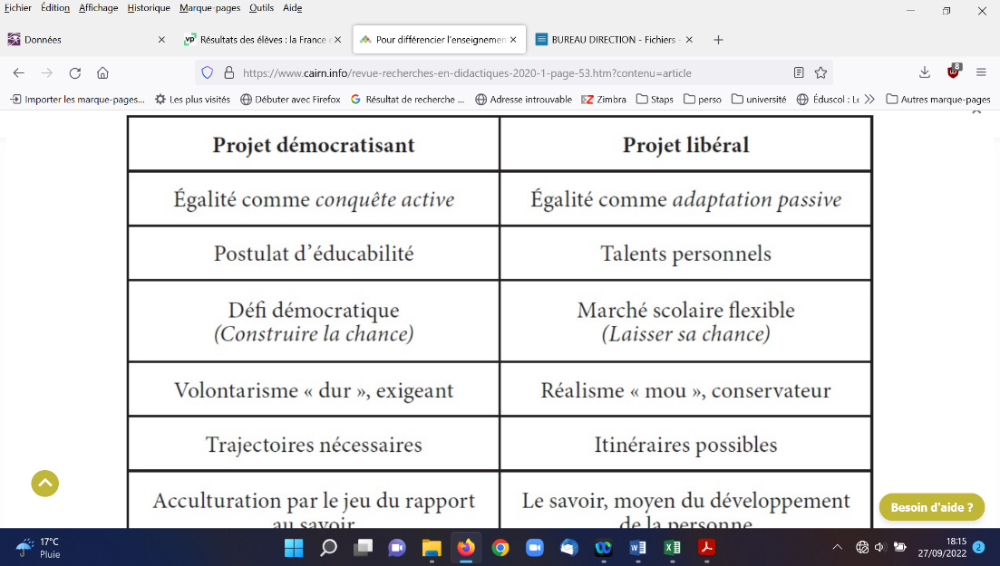 Fichier Édition Affichage Historique Marque-pages Outils Aide
Données
Résultats des élèves : la France
Pour différencier l'enseignemen
BUREAU DIRECTION - Fichiers -
https://www.cairn.info/revue-recherches-en-didactiques-2020-1-page-53.htm?contenu=article
8
Importer les marque-pages... Les plus visités Débuter avec Firefox Résultat de recherche ... Adresse introuvable Zimbra Staps perso université Éduscol : Le Autres marque-pages
Projet démocratisant
Projet libéral
Égalité comme conquête active
Égalité comme adaptation passive
Postulat d'éducabilité
Talents personnels
Défi démocratique
(Construire la chance)
Marché scolaire flexible
(Laisser sa chance)
Volontarisme « dur », exigeant
Réalisme « mou », conservateur
Trajectoires nécessaires
Itinéraires possibles
Acculturation par le jeu du rapport
au savoir
Le savoir, moyen du développement
de la personne
Besoin d'aide ?
17°C
Pluie
18:15
27/09/2022
2